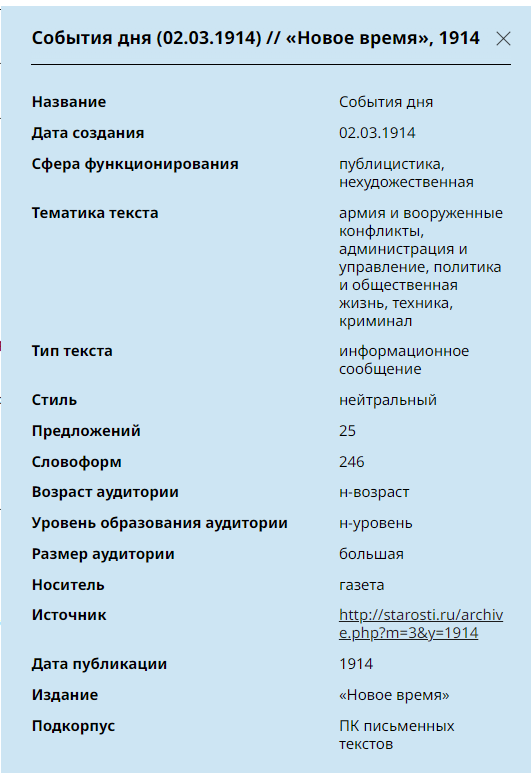 События дня (02.03.1914) // «Новое время», 1914
Название События дня
Дата создания 02.03.1914
Сфера функционирования публицистика,
нехудожественная
Тематика текста армия и вооруженные
конфликты,
администрация и
управление, политика
и общественная
жизнь, техника,
криминал
Тип текста информационное
сообщение
Стиль нейтральный
Предложений 25
Словоформ 246
Возраст аудитории н-возраст
Уровень образования аудитории н-уровень
Размер аудитории большая
Носитель газета
Источник http://starosti.ru/archiv
e.php?m=3&y=1914
Дата публикации 1914
Издание «Новое время»
Подкорпус ПК письменных
текстов